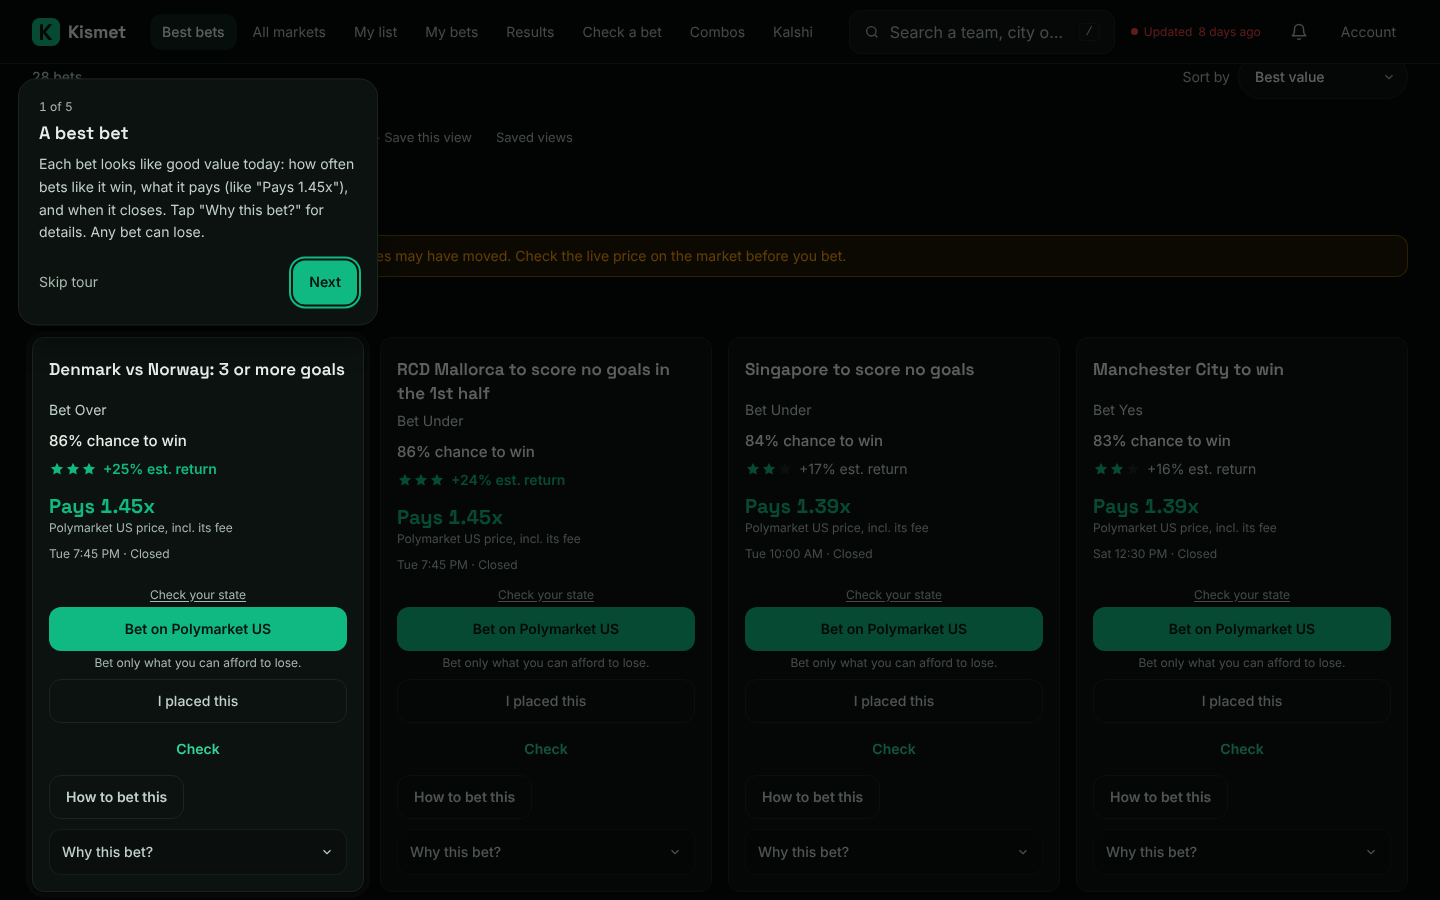 Kismet
Best bets
All markets
My list
My bets
Results
Check a bet
Combos
Kalshi
Search a team, city o...
/
Updated 8 days ago
Account
28 bets
Sort by
Best value
1 of 5
A best bet
Each bet looks like good value today: how often
bets like it win, what it pays (like "Pays 1.45x"),
and when it closes. Tap "Why this bet?" for
details. Any bet can lose.
Skip tour
Next
Save this view
Saved views
es may have moved. Check the live price on the market before you bet.
Denmark vs Norway: 3 or more goals
Bet Over
86% chance to win
+25% est. return
Pays 1.45x
Polymarket US price, incl. its fee
Tue 7:45 PM · Closed
Check your state
Bet on Polymarket US
Bet only what you can afford to lose.
I placed this
Check
How to bet this
Why this bet?
RCD Mallorca to score no goals in
the 1st half
Bet Under
86% chance to win
+24% est. return
Pays 1.45x
Polymarket US price, incl. its fee
Tue 7:45 PM · Closed
Check your state
Bet on Polymarket US
Bet only what you can afford to lose.
I placed this
Check
How to bet this
Why this bet?
Singapore to score no goals
Bet Under
84% chance to win
+17% est. return
Pays 1.39x
Polymarket US price, incl. its fee
Tue 10:00 AM · Closed
Check your state
Bet on Polymarket US
Bet only what you can afford to lose.
I placed this
Check
How to bet this
Why this bet?
Manchester City to win
Bet Yes
83% chance to win
+16% est. return
Pays 1.39x
Polymarket US price, incl. its fee
Sat 12:30 PM · Closed
Check your state
Bet on Polymarket US
Bet only what you can afford to lose.
I placed this
Check
How to bet this
Why this bet?